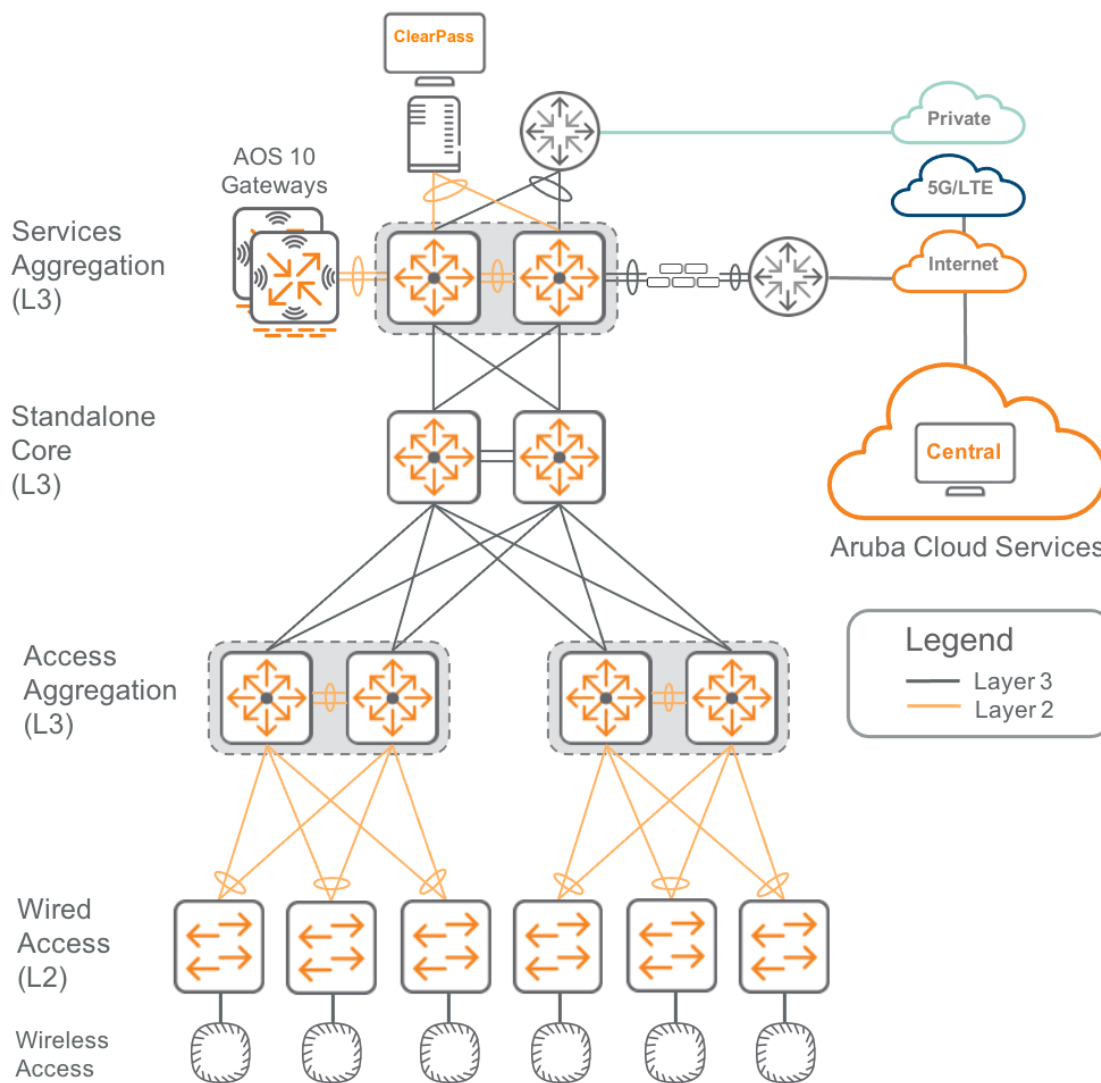 ClearPass
Private
AOS 10
Gateways
5G/LTE
Services
Aggregation
(L3)
Internet
Standalone
Core
(L3)
Central
Aruba Cloud Services
Access
Aggregation
(L3)
Legend
Layer 3
Layer 2
Wired
Access
(L2)
Wireless
Access